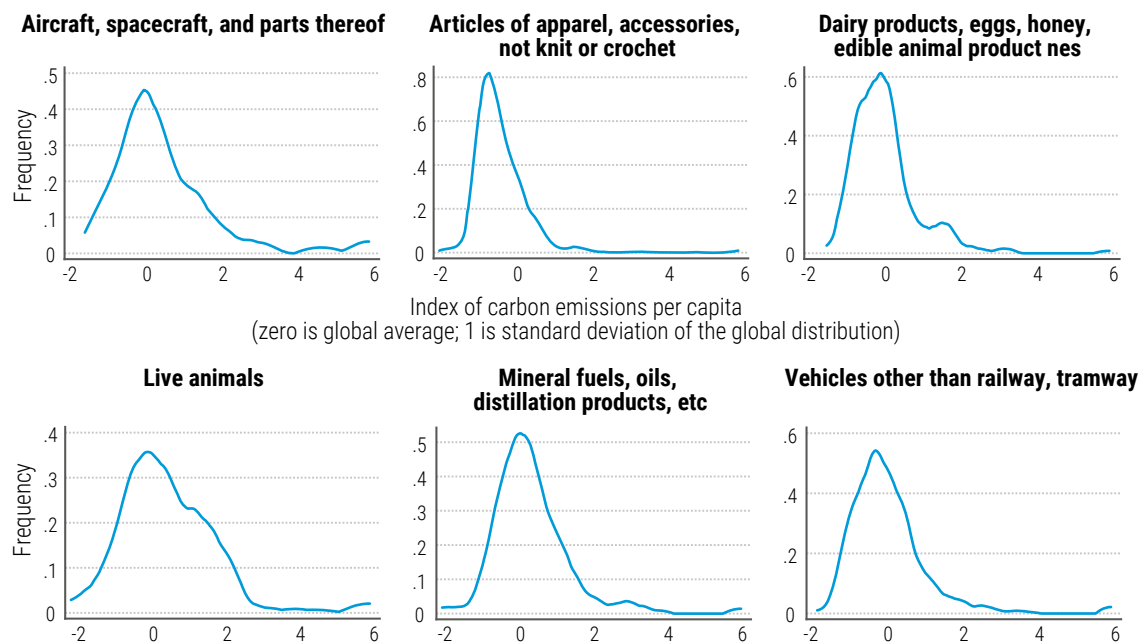 Aircraft, spacecraft, and parts thereof
Articles of apparel, accessories,
not knit or crochet
Dairy products, eggs, honey,
edible animal product nes
Frequency
.5
.4
.3
.2
.1
0
-2 0 2 4 6
.8
.6
.4
.2
0
-2 0 2 4 6
.6
.4
.2
0
-2 0 2 4 6
Index of carbon emissions per capita
(zero is global average; 1 is standard deviation of the global distribution)
Live animals
Mineral fuels, oils,
distillation products, etc
Vehicles other than railway, tramway
Frequency
.4
.3
.2
.1
0
-2 0 2 4 6
.5
.4
.3
.2
.1
0
-2 0 2 4 6
.6
.4
.2
0
-2 0 2 4 6